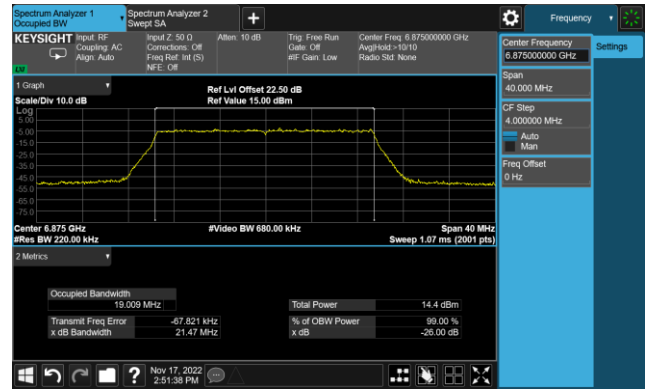 Spectrum Analyzer 1
Occupied BW
Spectrum Analyzer 2
Swept SA
Frequency
KEYSIGHT
Input: RF
Coupling: AC
Align: Auto
Input Z: 50 Ω
Corrections: Off
Freq Ref: Int (S)
NFE: Off
Atten: 10 dB
Trig: Free Run
Gate: Off
#IF Gain: Low
Center Freq: 6.875000000 GHz
Avg|Hold:>10/10
Radio Std: None
Center Frequency
6.875000000 GHz
Settings
Span
40.000 MHz
CF Step
4.000000 MHz
Auto
Man
Freq Offset
0 Hz
1 Graph
Scale/Div 10.0 dB
Ref Lvl Offset 22.50 dB
Ref Value 15.00 dBm
Log
5.00
-5.00
-15.0
-25.0
-35.0
-45.0
-55.0
-65.0
-75.0
Center 6.875 GHz
#Res BW 220.00 kHz
#Video BW 680.00 kHz
Span 40 MHz
Sweep 1.07 ms (2001 pts)
2 Metrics
Occupied Bandwidth
19.009 MHz
Total Power 14.4 dBm
Transmit Freq Error -67.821 kHz
% of OBW Power 99.00 %
x dB Bandwidth 21.47 MHz
x dB -26.00 dB
Nov 17, 2022
2:51:38 PM